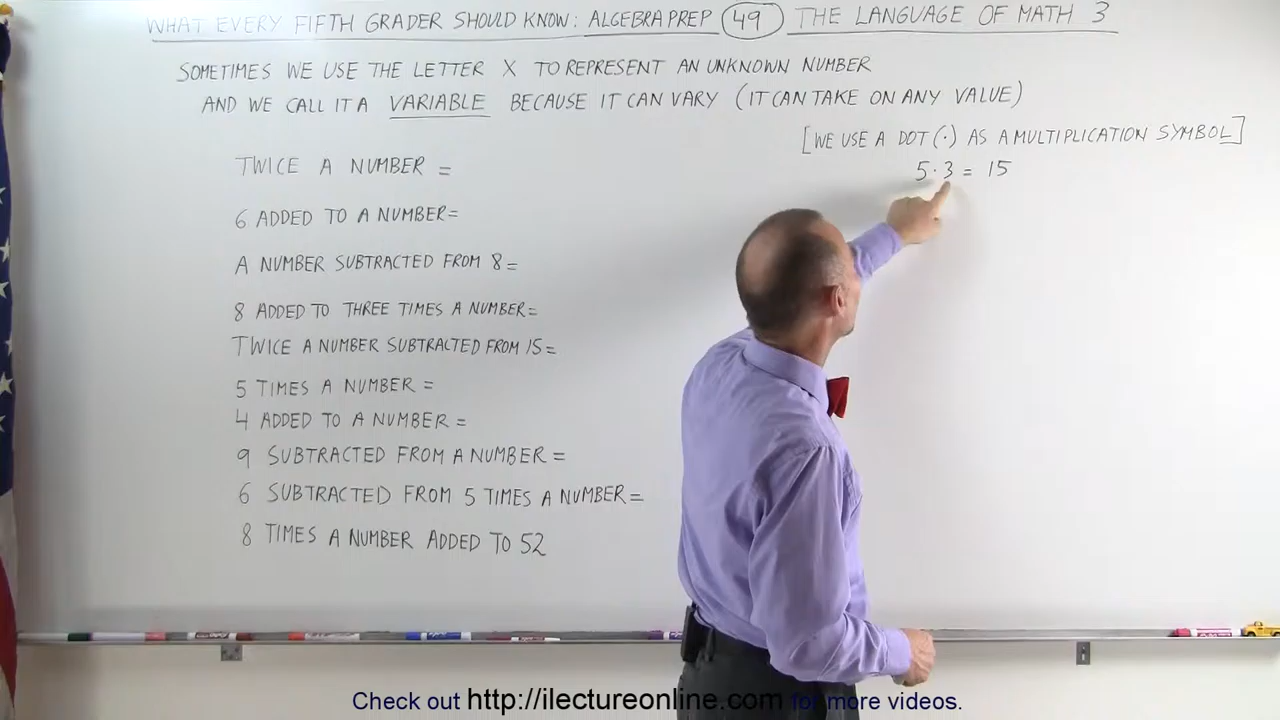 WHAT EVERY FIFTH GRADER SHOULD KNOW: ALGEBRA PREP 49 THE LANGUAGE OF MATH 3
SOMETIMES WE USE THE LETTER X TO REPRESENT AN UNKNOWN NUMBER
AND WE CALL IT A VARIABLE BECAUSE IT CAN VARY (IT CAN TAKE ON ANY VALUE)
[WE USE A DOT (·) AS A MULTIPLICATION SYMBOL]
5·3 = 15
TWICE A NUMBER =
6 ADDED TO A NUMBER=
A NUMBER SUBTRACTED FROM 8=
8 ADDED TO THREE TIMES A NUMBER=
TWICE A NUMBER SUBTRACTED FROM 15=
5 TIMES A NUMBER =
4 ADDED TO A NUMBER =
9 SUBTRACTED FROM A NUMBER =
6 SUBTRACTED FROM 5 TIMES A NUMBER=
8 TIMES A NUMBER ADDED TO 52
Check out http://ilectureonline.com for more videos.